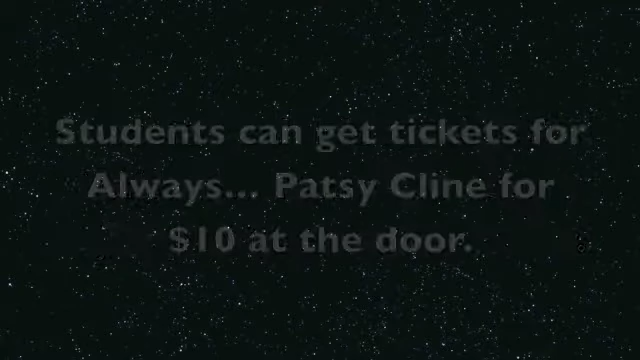 Students can get tickets for
Always... Patsy Cline for
$10 at the door.